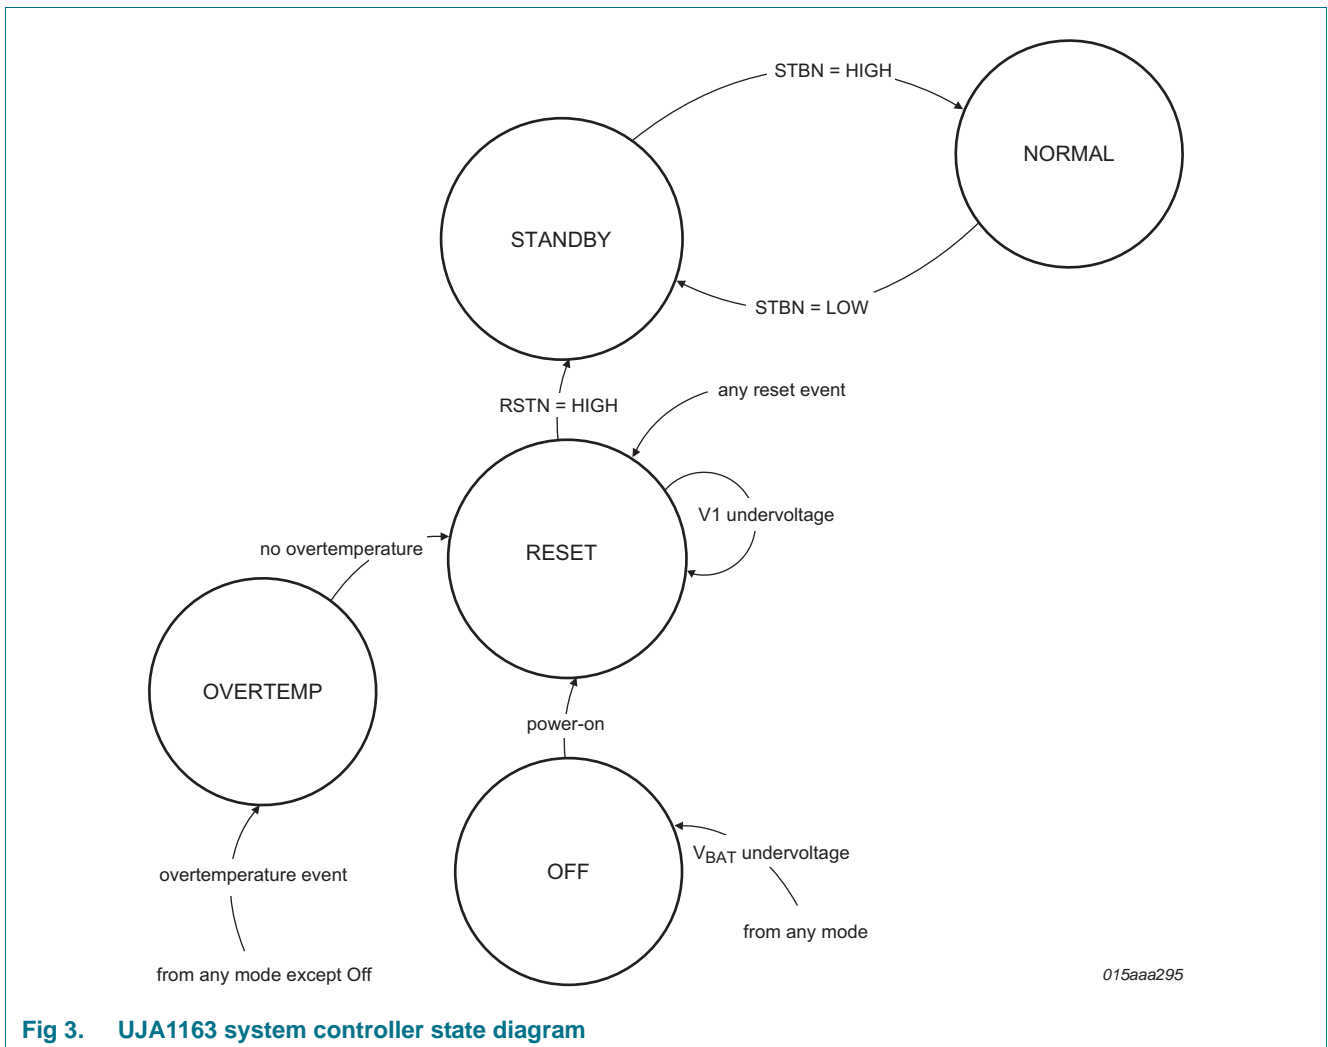 STBN = HIGH
NORMAL
STANDBY
STBN = LOW
any reset event
RSTN = HIGH
V1 undervoltage
no overtemperature
RESET
OVERTEMP
power-on
VBAT undervoltage
OFF
overtemperature event
from any mode
from any mode except Off
015aaa295
Fig 3. UJA1163 system controller state diagram